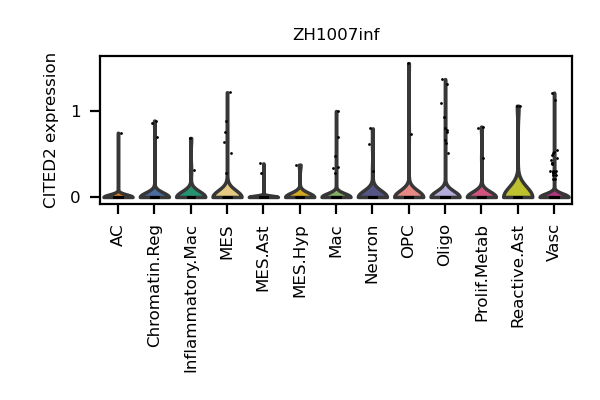 ZH1007inf
CITED2 expression
1
0
AC
Chromatin.Reg
Inflammatory.Mac
MES
MES.Ast
MES.Hyp
Mac
Neuron
OPC
Oligo
Prolif.Metab
Reactive.Ast
Vasc